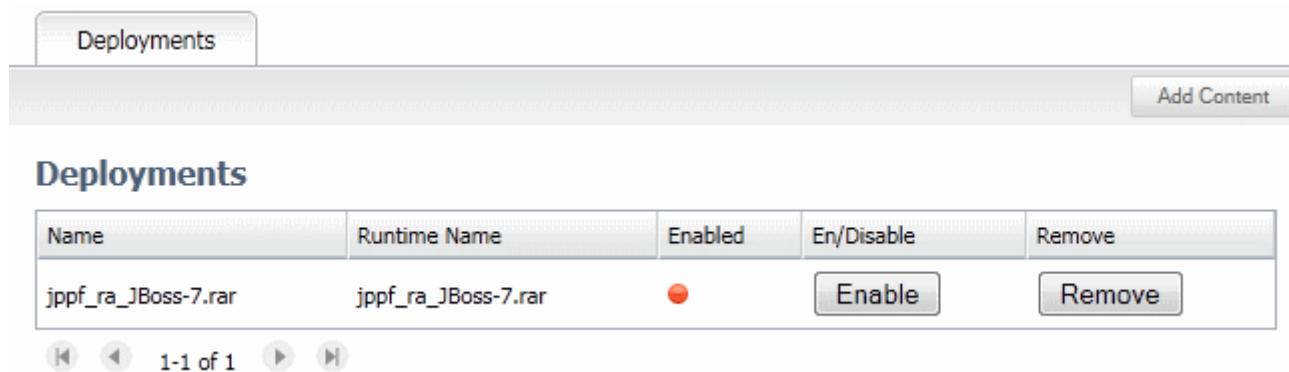 Deployments
Add Content
Deployments
Name Runtime Name Enabled En/Disable Remove
jppf_ra_JBoss-7.rar jppf_ra_JBoss-7.rar Enable Remove
1-1 of 1